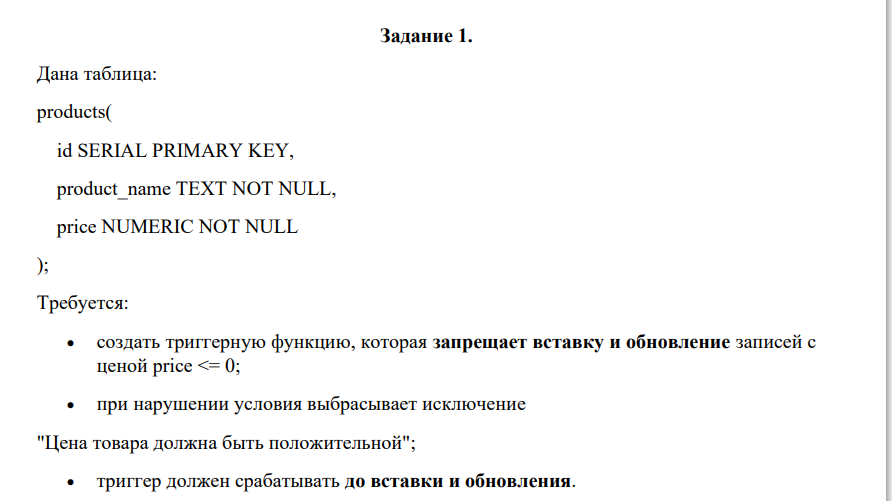 Задание 1.
Дана таблица:
products(
id SERIAL PRIMARY KEY,
product_name TEXT NOT NULL,
price NUMERIC NOT NULL
);
Требуется:
• создать триггерную функцию, которая запрещает вставку и обновление записей с
ценой price <= 0;
• при нарушении условия выбрасывает исключение
"Цена товара должна быть положительной";
• триггер должен срабатывать до вставки и обновления.